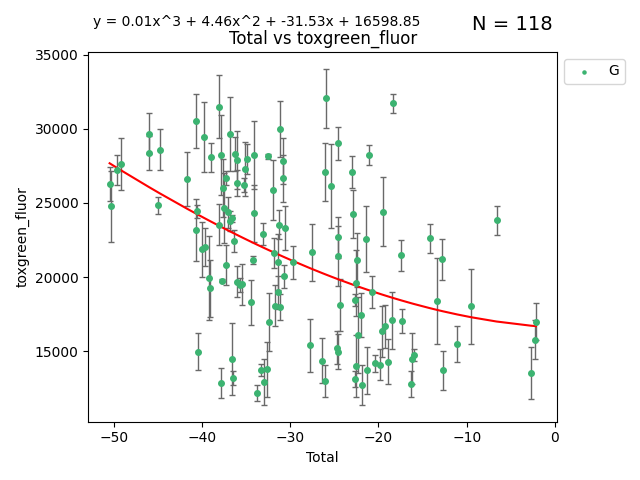 y = 0.01x^3 + 4.46x^2 + -31.53x + 16598.85
N = 118
Total vs toxgreen_fluor
35000
30000
25000
20000
15000
toxgreen_fluor
−50
−40
−30
−20
−10
0
Total
G